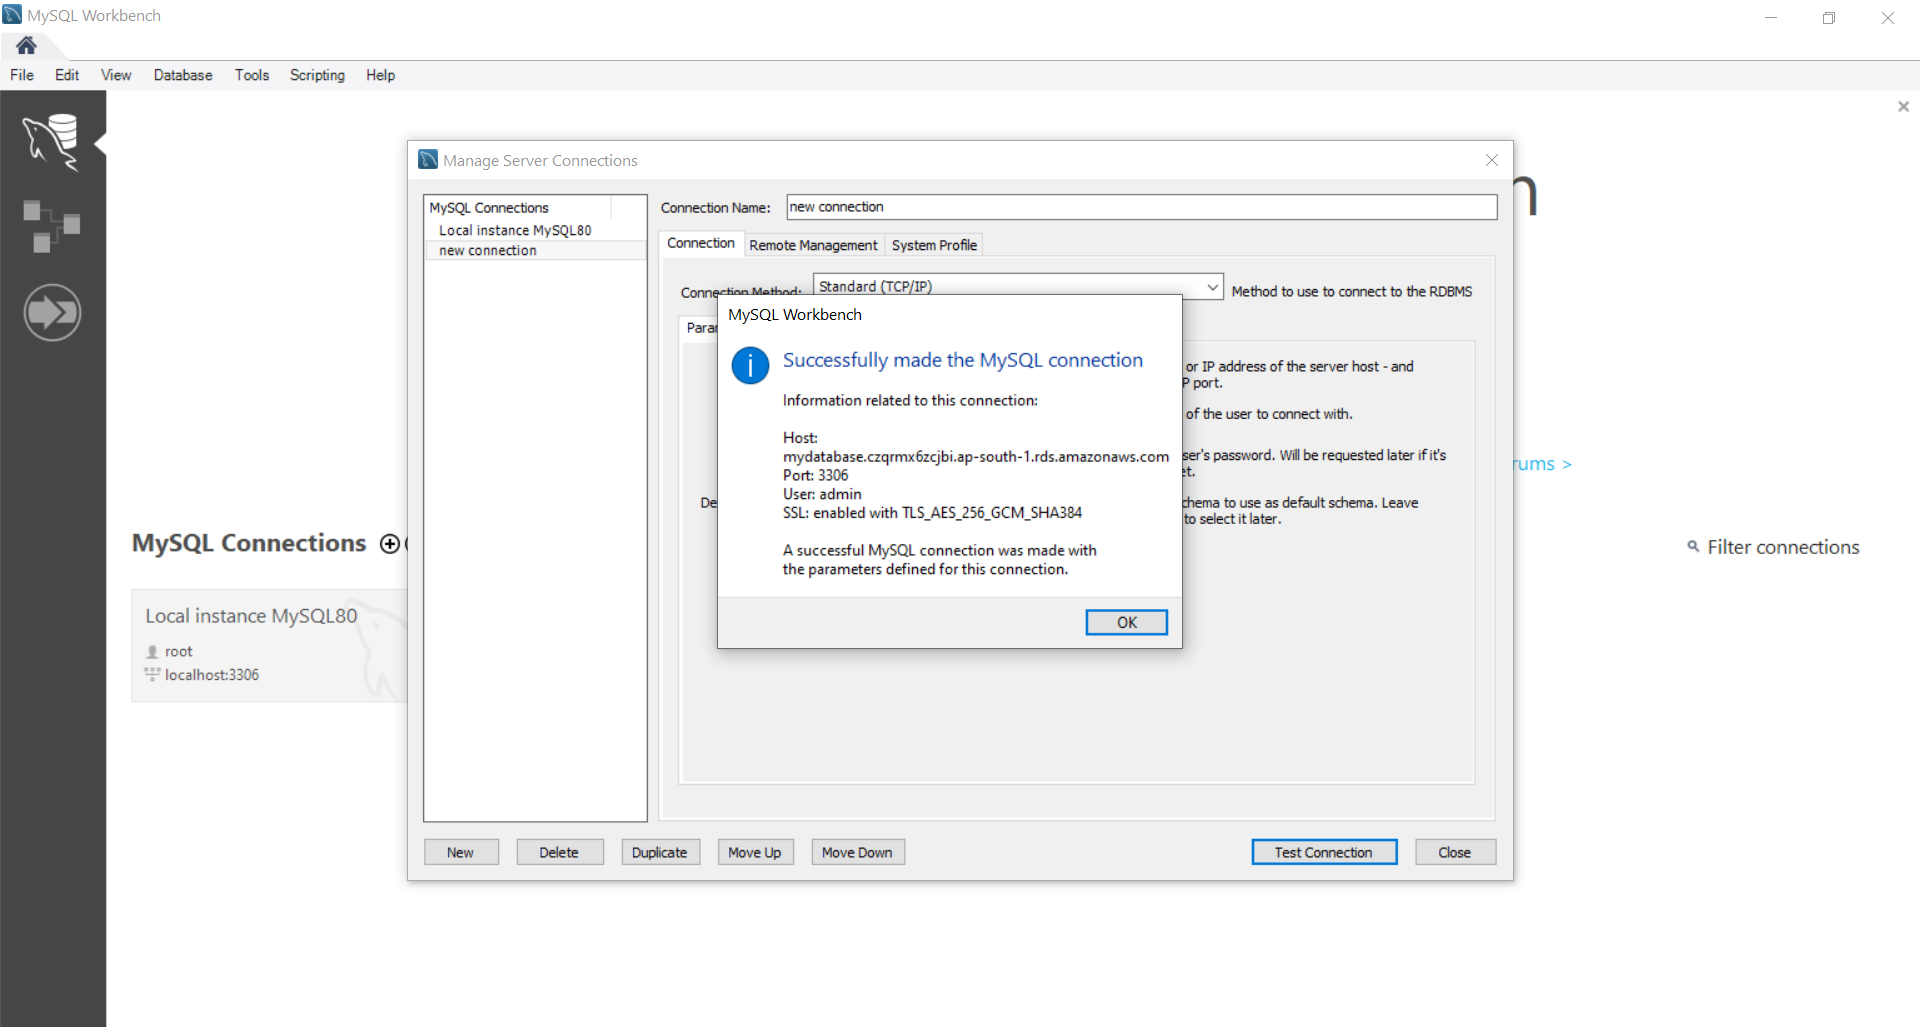 MySQL Workbench
File Edit View Database Tools Scripting Help
Manage Server Connections
MySQL Connections
Local instance MySQL80
new connection
Connection Name: new connection
Connection Remote Management System Profile
Connection Method: Standard (TCP/IP) Method to use to connect to the RDBMS
Para
or IP address of the server host - and
P port.
of the user to connect with.
ser's password. Will be requested later if it's
et.
De
chema to use as default schema. Leave
to select it later.
MySQL Workbench
i
Successfully made the MySQL connection
Information related to this connection:
Host:
mydatabase.czqrmx6zcjbi.ap-south-1.rds.amazonaws.com
Port: 3306
User: admin
SSL: enabled with TLS_AES_256_GCM_SHA384
A successful MySQL connection was made with
the parameters defined for this connection.
OK
New Delete Duplicate Move Up Move Down Test Connection Close
n
rums >
MySQL Connections
Filter connections
Local instance MySQL80
root
localhost:3306